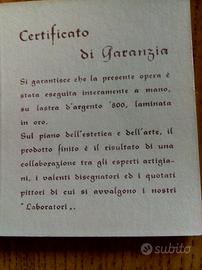 Certificato
di Garanzia
Si garantisce che la presente opera è
stata eseguita interamente a mano,
su lastra d'argento '800, laminata
in oro.
Sul piano dell'estetica e dell'arte, il
prodotto finito è il risultato di una
collaborazione tra gli esperti artigia-
ni, i valenti disegnatori ed i quotati
pittori di cui si avvalgono i nostri
"Laboratori„.
subito